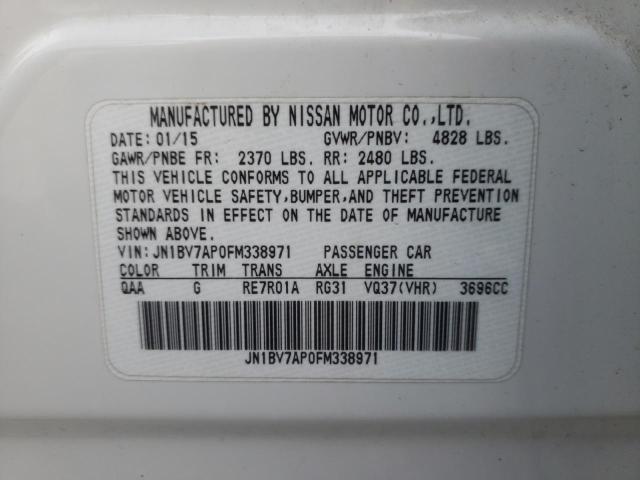 MANUFACTURED BY NISSAN MOTOR CO.,LTD.
DATE: 01/15 GVWR/PNBV: 4828 LBS.
GAWR/PNBE FR: 2370 LBS. RR: 2480 LBS.
THIS VEHICLE CONFORMS TO ALL APPLICABLE FEDERAL
MOTOR VEHICLE SAFETY,BUMPER,AND THEFT PREVENTION
STANDARDS IN EFFECT ON THE DATE OF MANUFACTURE
SHOWN ABOVE.
VIN: JN1BV7AP0FM338971 PASSENGER CAR
COLOR TRIM TRANS AXLE ENGINE
QAA G RE7R01A RG31 VQ37(VHR) 3696CC
JN1BV7AP0FM338971